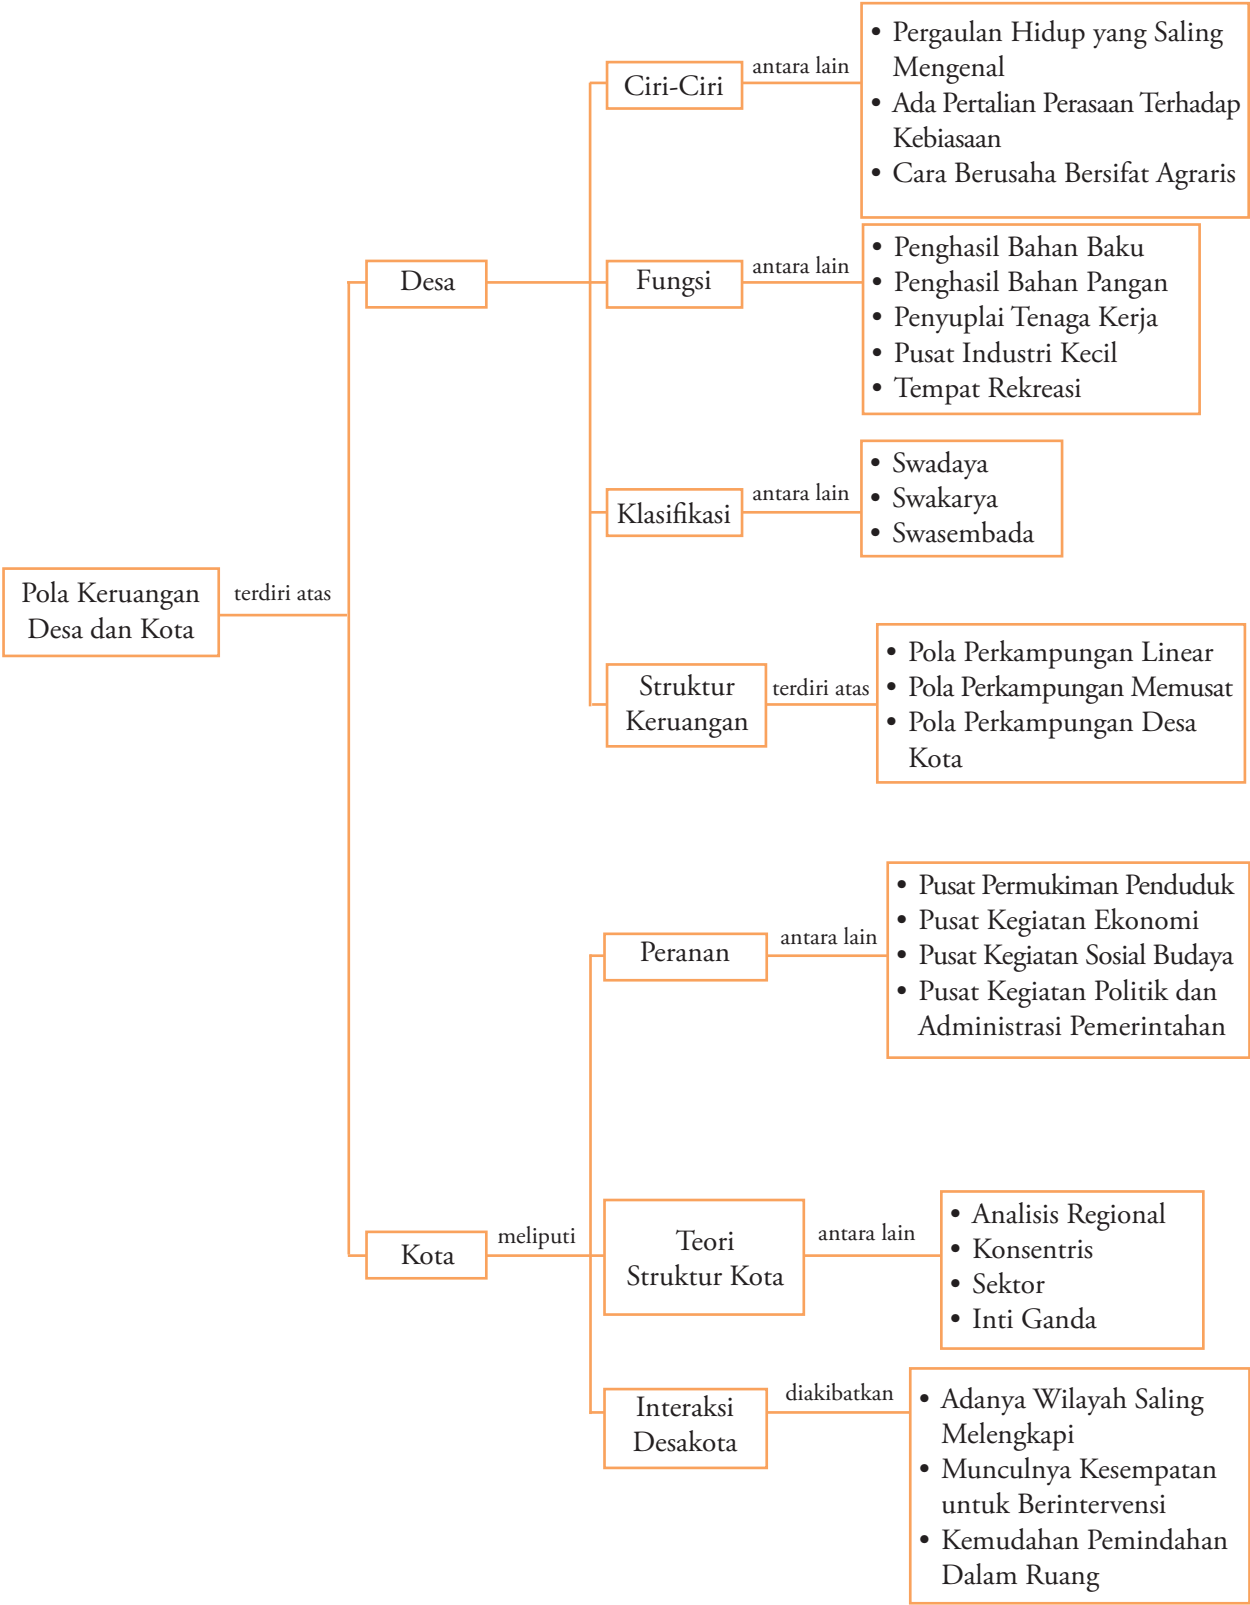 Pola Keruangan
Desa dan Kota
terdiri atas
Desa
Ciri-Ciri
antara lain
• Pergaulan Hidup yang Saling
Mengenal
• Ada Pertalian Perasaan Terhadap
Kebiasaan
• Cara Berusaha Bersifat Agraris
Fungsi
antara lain
• Penghasil Bahan Baku
• Penghasil Bahan Pangan
• Penyuplai Tenaga Kerja
• Pusat Industri Kecil
• Tempat Rekreasi
Klasifikasi
antara lain
• Swadaya
• Swakarya
• Swasembada
Struktur
Keruangan
terdiri atas
• Pola Perkampungan Linear
• Pola Perkampungan Memusat
• Pola Perkampungan Desa
Kota
Kota
meliputi
Peranan
antara lain
• Pusat Permukiman Penduduk
• Pusat Kegiatan Ekonomi
• Pusat Kegiatan Sosial Budaya
• Pusat Kegiatan Politik dan
Administrasi Pemerintahan
Teori
Struktur Kota
antara lain
• Analisis Regional
• Konsentris
• Sektor
• Inti Ganda
Interaksi
Desakota
diakibatkan
• Adanya Wilayah Saling
Melengkapi
• Munculnya Kesempatan
untuk Berintervensi
• Kemudahan Pemindahan
Dalam Ruang